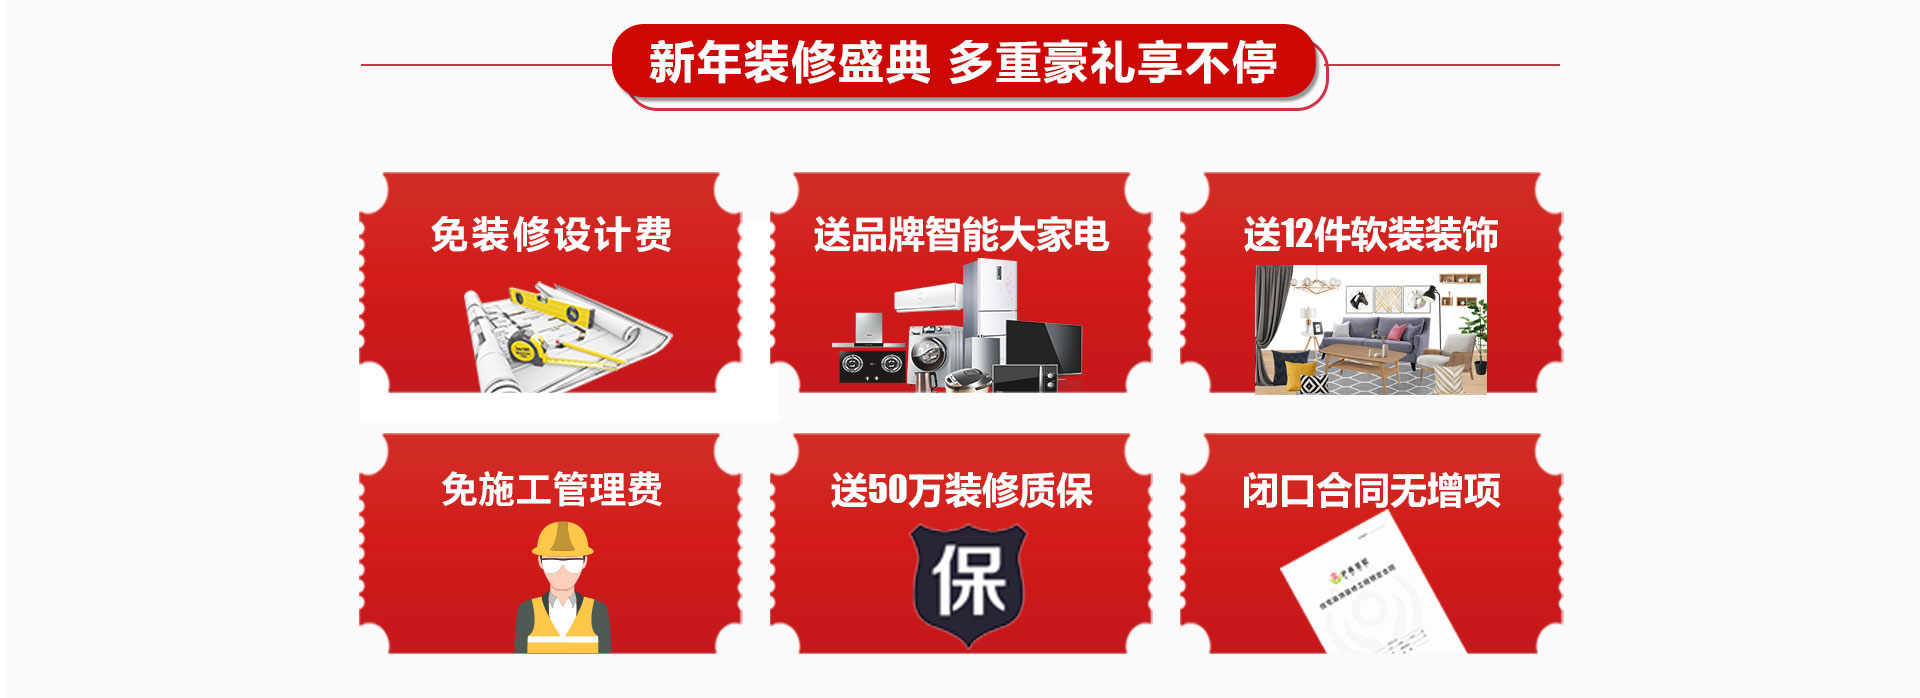 新年装修盛典 多重豪礼享不停
免装修设计费
送品牌智能大家电
送12件软装装饰
免施工管理费
送50万装修质保
闭口合同无增项
保